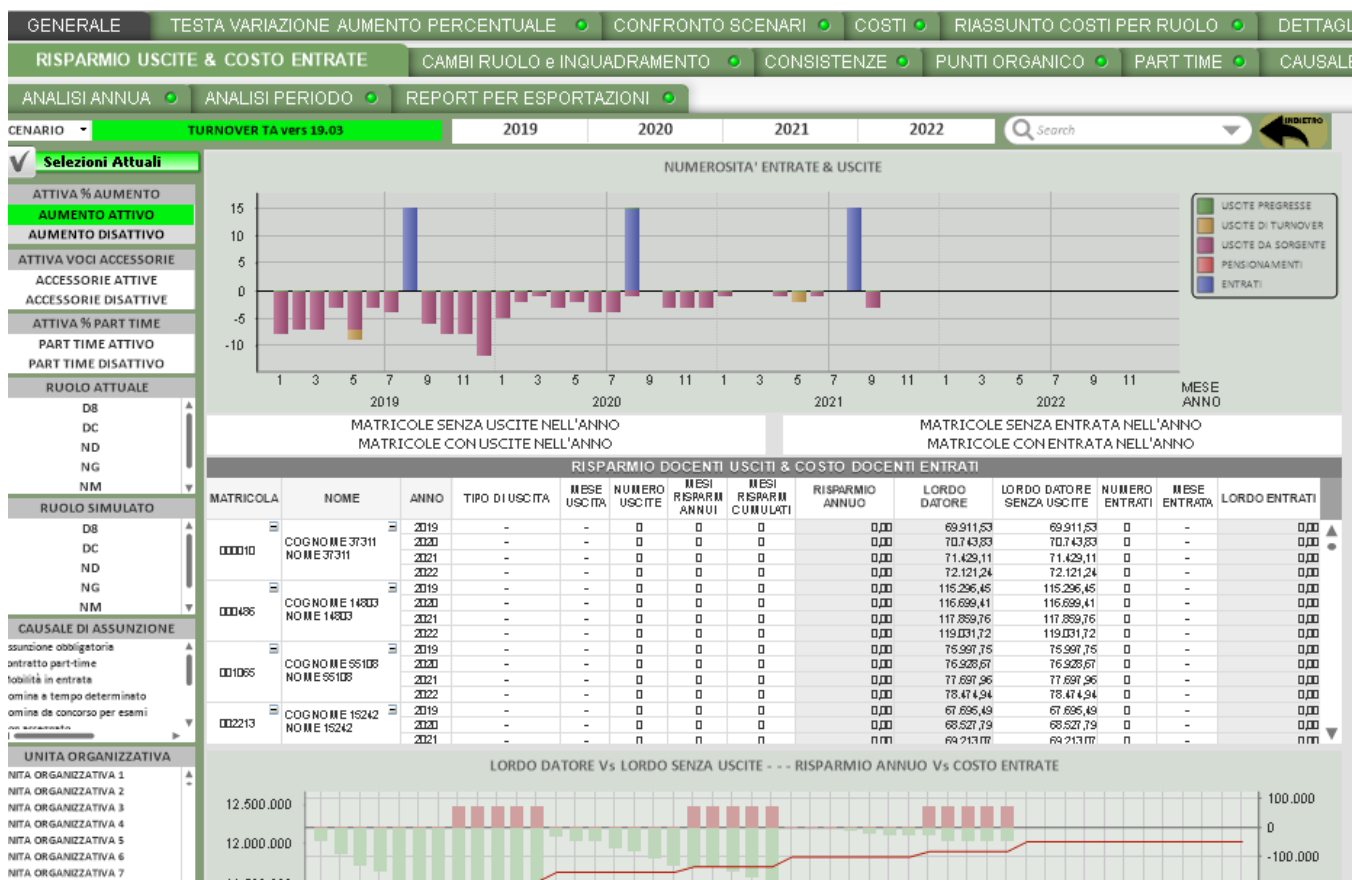 GENERALE TESTA VARIAZIONE AUMENTO PERCENTUALE CONFRONTO SCENARI COSTI RIASSUNTO COSTI PER RUOLO DETTAGL
RISPARMIO USCITE & COSTO ENTRATE CAMBI RUOLO e INQUADRAMENTO CONSISTENZE PUNTI ORGANICO PART TIME CAUSALE
ANALISI ANNUA ANALISI PERIODO REPORT PER ESPORTAZIONI
CENARIO TURNOVER TA vers 19.03 2019 2020 2021 2022 Search INDIETRO
Selezioni Attuali
ATTIVA % AUMENTO
AUMENTO ATTIVO
AUMENTO DISATTIVO
ATTIVA VOCI ACCESSORIE
ACCESSORIE ATTIVE
ACCESSORIE DISATTIVE
ATTIVA % PART TIME
PART TIME ATTIVO
PART TIME DISATTIVO
RUOLO ATTUALE
D8
DC
ND
NG
NM
RUOLO SIMULATO
D8
DC
ND
NG
NM
CAUSALE DI ASSUNZIONE
ssunzione obbligatoria
ontratto part-time
lobilità in entrata
omina a tempo determinato
omina da concorso per esami
UNITA ORGANIZZATIVA
NITA ORGANIZZATIVA 1
NITA ORGANIZZATIVA 2
NITA ORGANIZZATIVA 3
NITA ORGANIZZATIVA 4
NITA ORGANIZZATIVA 5
NITA ORGANIZZATIVA 6
NITA ORGANIZZATIVA 7
NUMEROSITA' ENTRATE & USCITE
15
10
5
0
-5
-10
1 3 5 7 9 11 1 3 5 7 9 11 1 3 5 7 9 11 1 3 5 7 9 11 MESE
2019 2020 2021 2022 ANNO
USCITE PREGRESSE
USCITE DI TURNOVER
USCITE DA SORGENTE
PENSIONAMENTI
ENTRATI
MATRICOLE SENZA USCITE NELL'ANNO MATRICOLE SENZA ENTRATA NELL'ANNO
MATRICOLE CON USCITE NELL'ANNO MATRICOLE CON ENTRATA NELL'ANNO
RISPARMIO DOCENTI USCITI & COSTO DOCENTI ENTRATI
MATRICOLA NOME ANNO TIPO DI USCITA MESE USCITA NUMERO USCITE MESI RISPARM ANNUI MESI RISPARM CUMULATI RISPARMIO ANNUO LORDO DATORE LORDO DATORE SENZA USCITE NUMERO ENTRATI MESE ENTRATA LORDO ENTRATI
000010 COGNOME 37311 NOME 37311 2019 - - 0 0 0 0,00 69.911,53 69.911,53 0 - 0,00
2020 - - 0 0 0 0,00 70.743,83 70.743,83 0 - 0,00
2021 - - 0 0 0 0,00 71.429,11 71.429,11 0 - 0,00
2022 - - 0 0 0 0,00 72.121,24 72.121,24 0 - 0,00
000486 COGNOME 14803 NOME 14803 2019 - - 0 0 0 0,00 115.296,45 115.296,45 0 - 0,00
2020 - - 0 0 0 0,00 116.699,41 116.699,41 0 - 0,00
2021 - - 0 0 0 0,00 117.859,76 117.859,76 0 - 0,00
2022 - - 0 0 0 0,00 119.031,72 119.031,72 0 - 0,00
001065 COGNOME 55108 NOME 55108 2019 - - 0 0 0 0,00 75.997,75 75.997,75 0 - 0,00
2020 - - 0 0 0 0,00 76.928,67 76.928,67 0 - 0,00
2021 - - 0 0 0 0,00 77.697,96 77.697,96 0 - 0,00
2022 - - 0 0 0 0,00 78.474,94 78.474,94 0 - 0,00
002213 COGNOME 15242 NOME 15242 2019 - - 0 0 0 0,00 67.695,49 67.695,49 0 - 0,00
2020 - - 0 0 0 0,00 68.527,79 68.527,79 0 - 0,00
2021 - - 0 0 0 0,00 69.213,07 69.213,07 0 - 0,00
LORDO DATORE Vs LORDO SENZA USCITE - - - RISPARMIO ANNUO Vs COSTO ENTRATE
12.500.000 100.000
12.000.000 0
-100.000